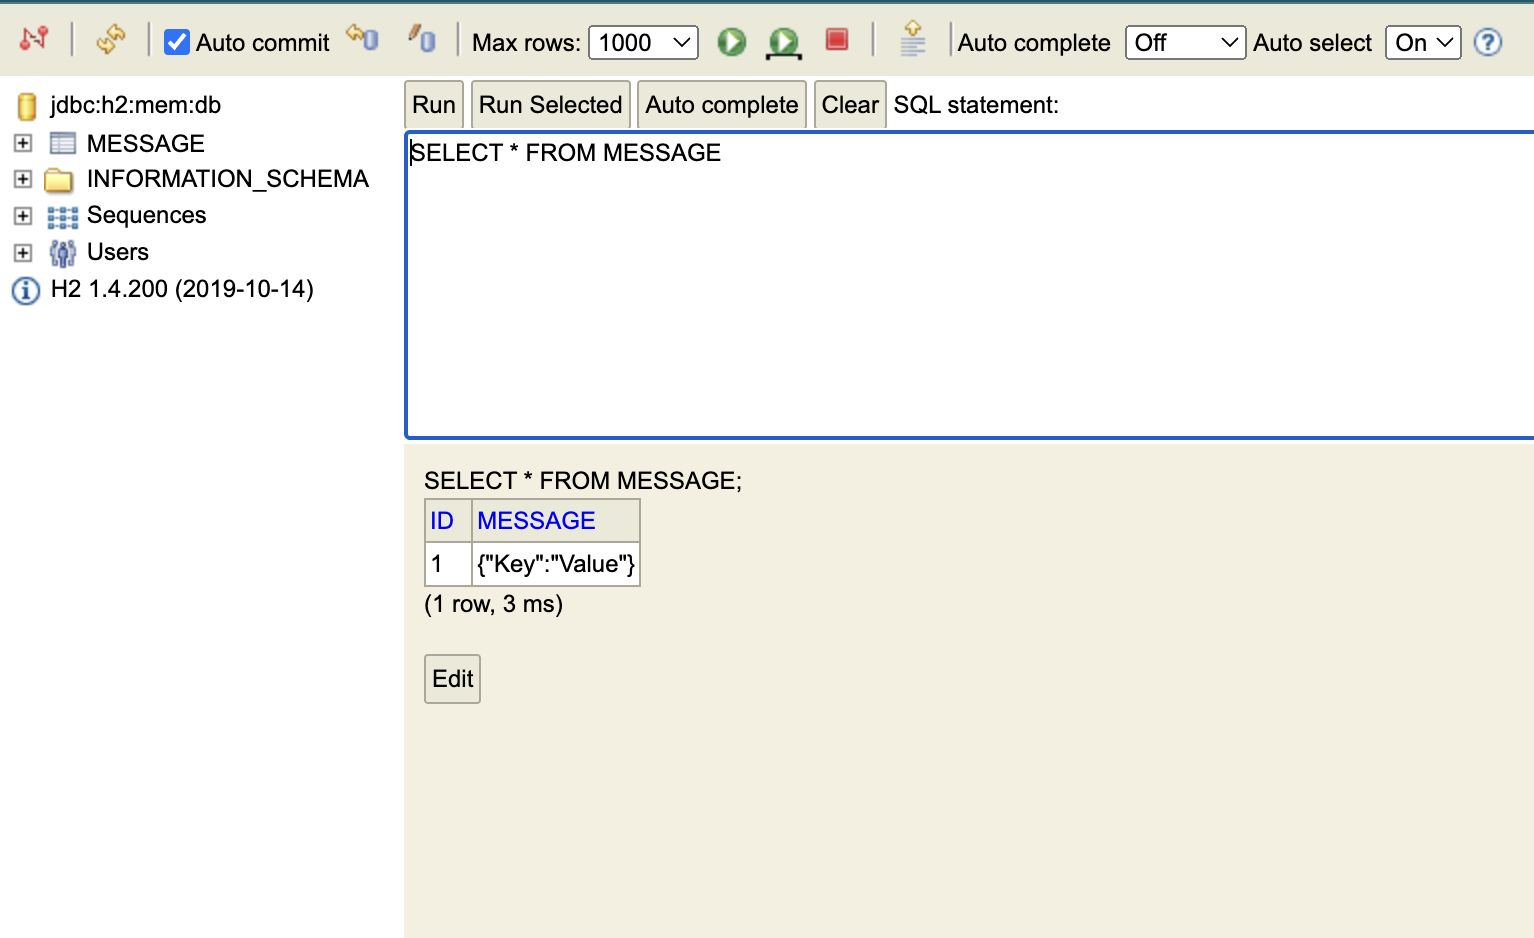 Auto commit Max rows: 1000 Auto complete Off Auto select On ?
jdbc:h2:mem:db
MESSAGE
INFORMATION_SCHEMA
Sequences
Users
H2 1.4.200 (2019-10-14)
Run Run Selected Auto complete Clear SQL statement:
SELECT * FROM MESSAGE
SELECT * FROM MESSAGE;
ID MESSAGE
1 {"Key":"Value"}
(1 row, 3 ms)
Edit